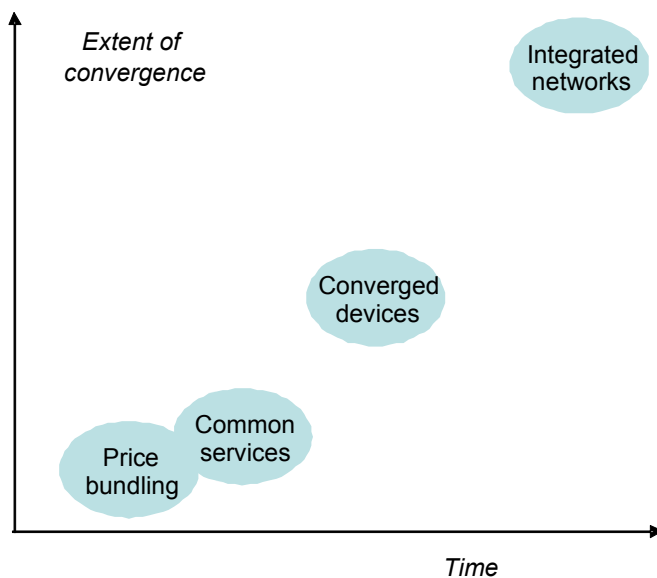 Extent of
convergence
Integrated
networks
Converged
devices
Common
services
Price
bundling
Time